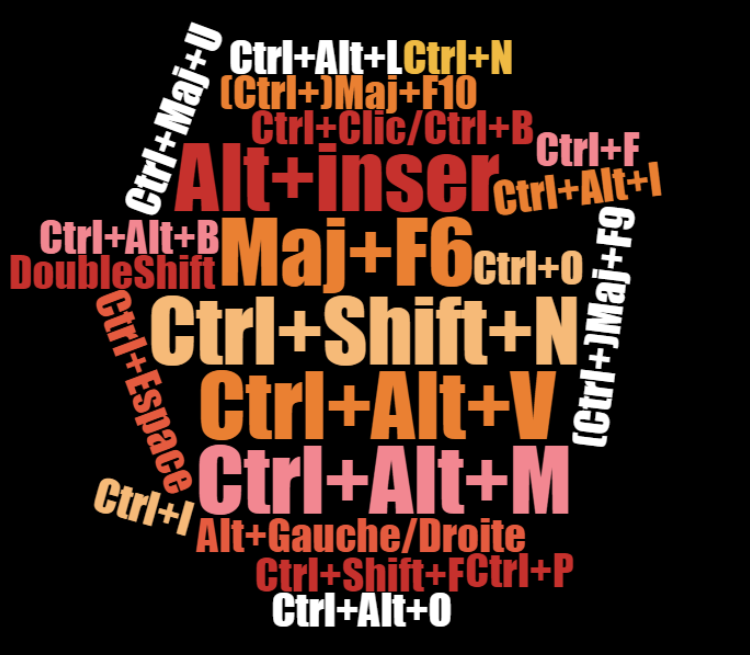 Ctrl+Maj+U
Ctrl+Alt+L
Ctrl+N
(Ctrl+)Maj+F10
Ctrl+Clic/Ctrl+B
Ctrl+F
Alt+inser
Ctrl+Alt+I
Ctrl+Alt+B
Maj+F6
Ctrl+O
(Ctrl+)Maj+F9
DoubleShift
Ctrl+Shift+N
Ctrl+Espace
Ctrl+Alt+V
Ctrl+Alt+M
Ctrl+I
Alt+Gauche/Droite
Ctrl+Shift+F
Ctrl+P
Ctrl+Alt+O